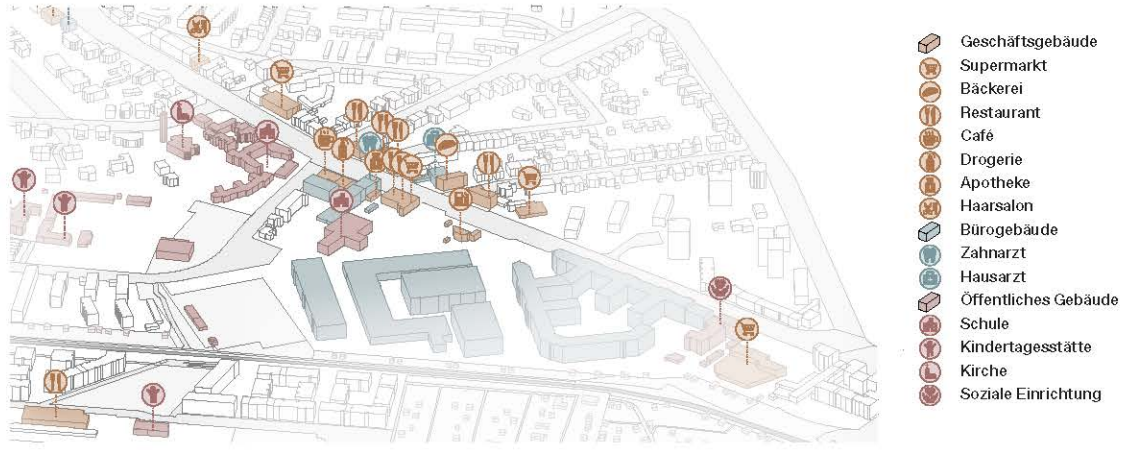 Geschäftsgebäude
Supermarkt
Bäckerei
Restaurant
Café
Drogerie
Apotheke
Haarsalon
Bürogebäude
Zahnarzt
Hausarzt
Öffentliches Gebäude
Schule
Kindertagesstätte
Kirche
Soziale Einrichtung